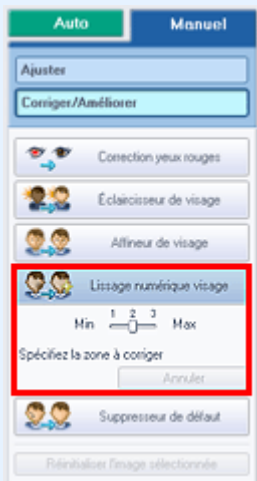 Auto Manuel
Ajuster
Corriger/Améliorer
Correction yeux rouges
Éclaircisseur de visage
Affineur de visage
Lissage numérique visage
1 2 3
Min Max
Spécifiez la zone à corriger
Annuler
Suppresseur de défaut
Réinitialiser l'image sélectionnée